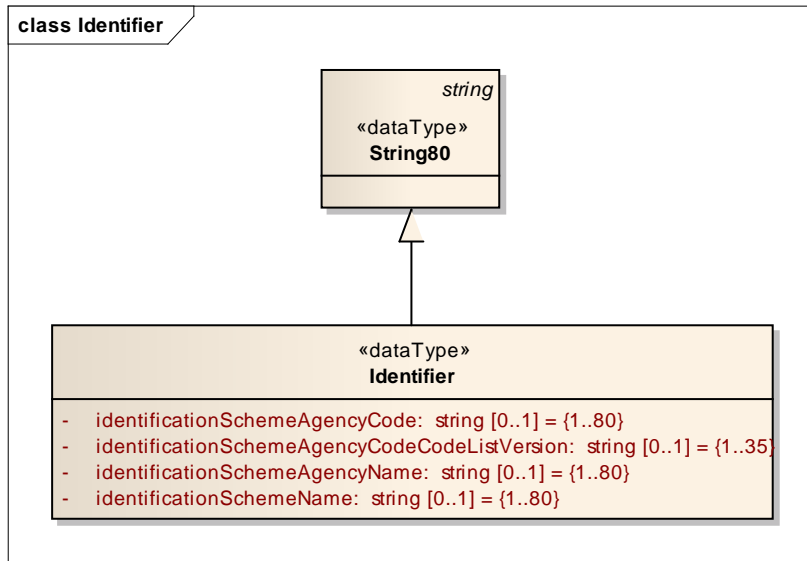 class Identifier
string
«dataType»
String80
«dataType»
Identifier
- identificationSchemeAgencyCode: string [0..1] = {1..80}
- identificationSchemeAgencyCodeCodeListVersion: string [0..1] = {1..35}
- identificationSchemeAgencyName: string [0..1] = {1..80}
- identificationSchemeName: string [0..1] = {1..80}